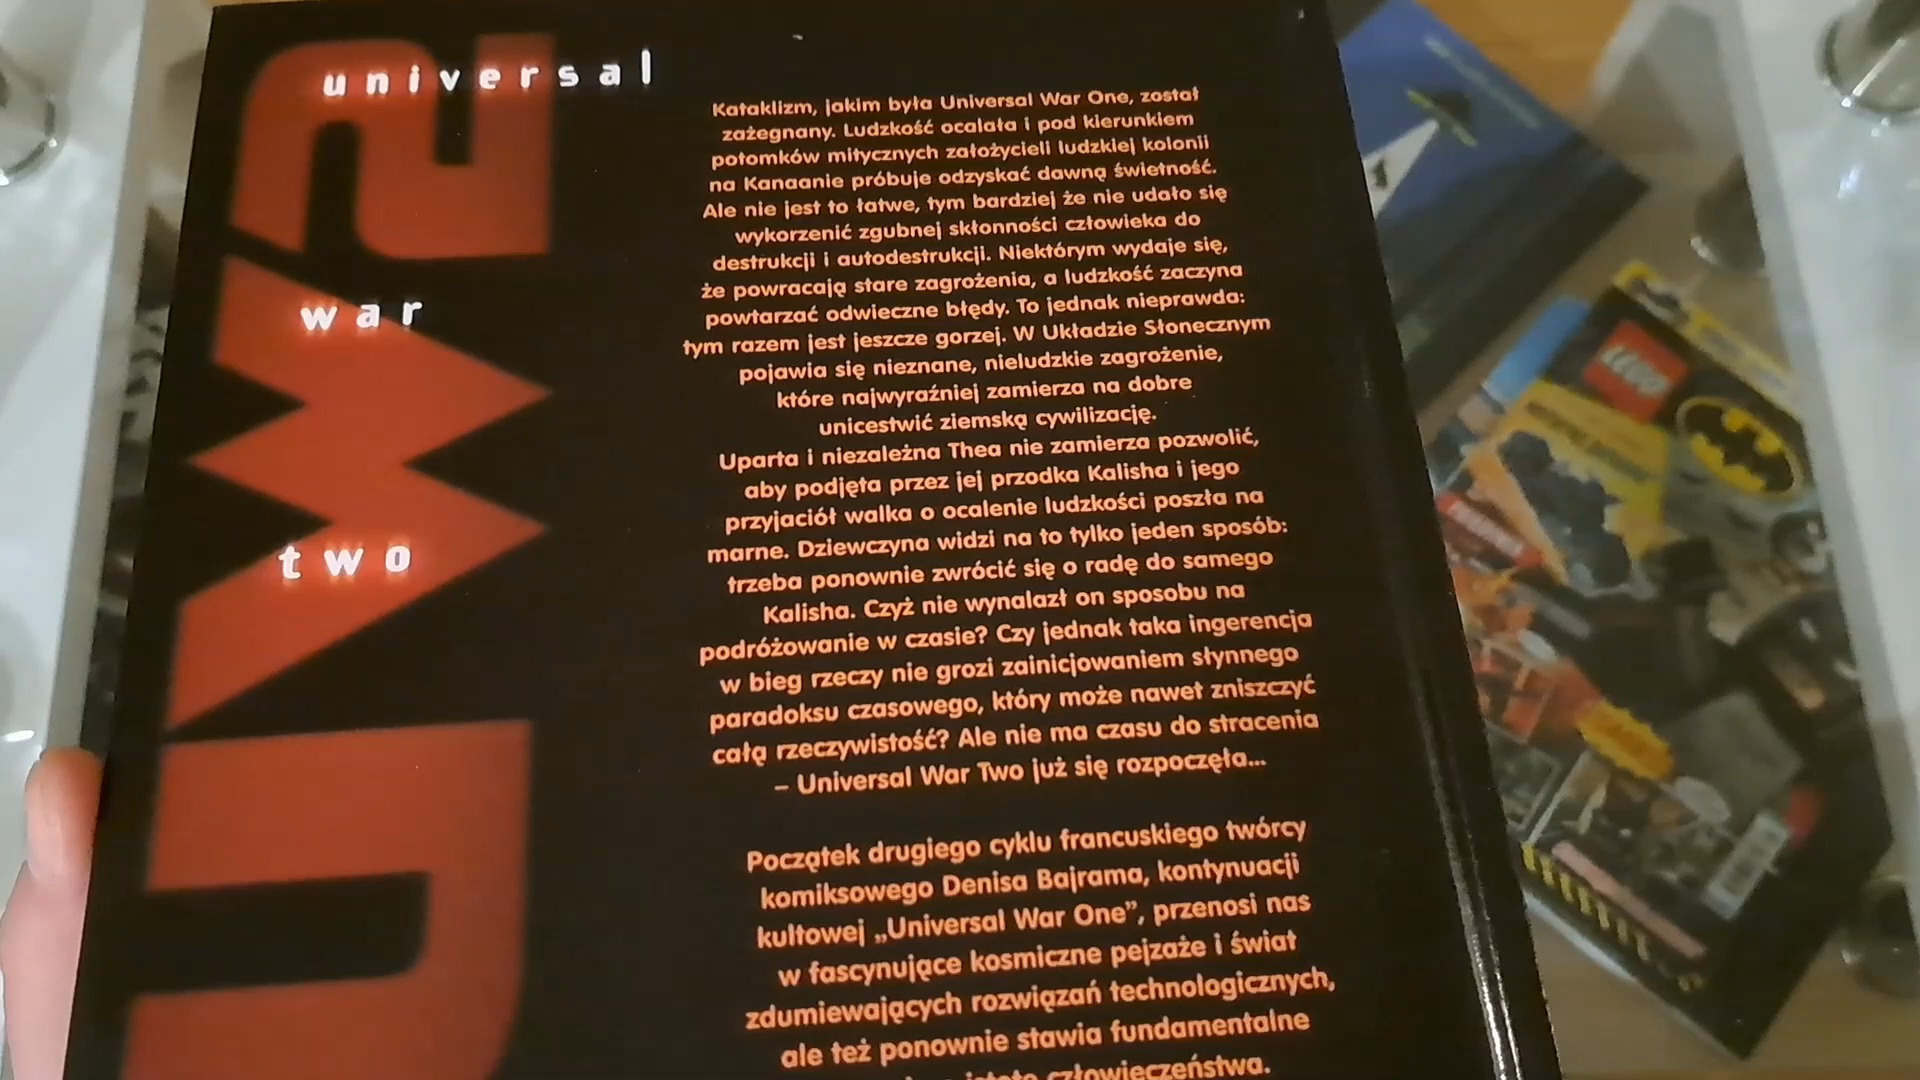 universal
war
two
Kataklizm, jakim była Universal War One, został
zażegnany. Ludzkość ocalała i pod kierunkiem
potomków mitycznych założycieli ludzkiej kolonii
na Kanaanie próbuje odzyskać dawną świetność.
Ale nie jest to łatwe, tym bardziej że nie udało się
wykorzenić zgubnej skłonności człowieka do
destrukcji i autodestrukcji. Niektórym wydaje się,
że powracają stare zagrożenia, a ludzkość zaczyna
powtarzać odwieczne błędy. To jednak nieprawda:
tym razem jest jeszcze gorzej. W Układzie Słonecznym
pojawia się nieznane, nieludzkie zagrożenie,
które najwyraźniej zamierza na dobre
unicestwić ziemską cywilizację.
Uparta i niezależna Thea nie zamierza pozwolić,
aby podjęta przez jej przodka Kalisha i jego
przyjaciół walka o ocalenie ludzkości poszła na
marne. Dziewczyna widzi na to tylko jeden sposób:
trzeba ponownie zwrócić się o radę do samego
Kalisha. Czyż nie wynalazł on sposobu na
podróżowanie w czasie? Czy jednak taka ingerencja
w bieg rzeczy nie grozi zainicjowaniem słynnego
paradoksu czasowego, który może nawet zniszczyć
całą rzeczywistość? Ale nie ma czasu do stracenia
– Universal War Two już się rozpoczęła...
Początek drugiego cyklu francuskiego twórcy
komiksowego Denisa Bajrama, kontynuacji
kultowej „Universal War One”, przenosi nas
w fascynujące kosmiczne pejzaże i świat
zdumiewających rozwiązań technologicznych,
ale też ponownie stawia fundamentalne
człowieczeństwa.
UW2
LEGO